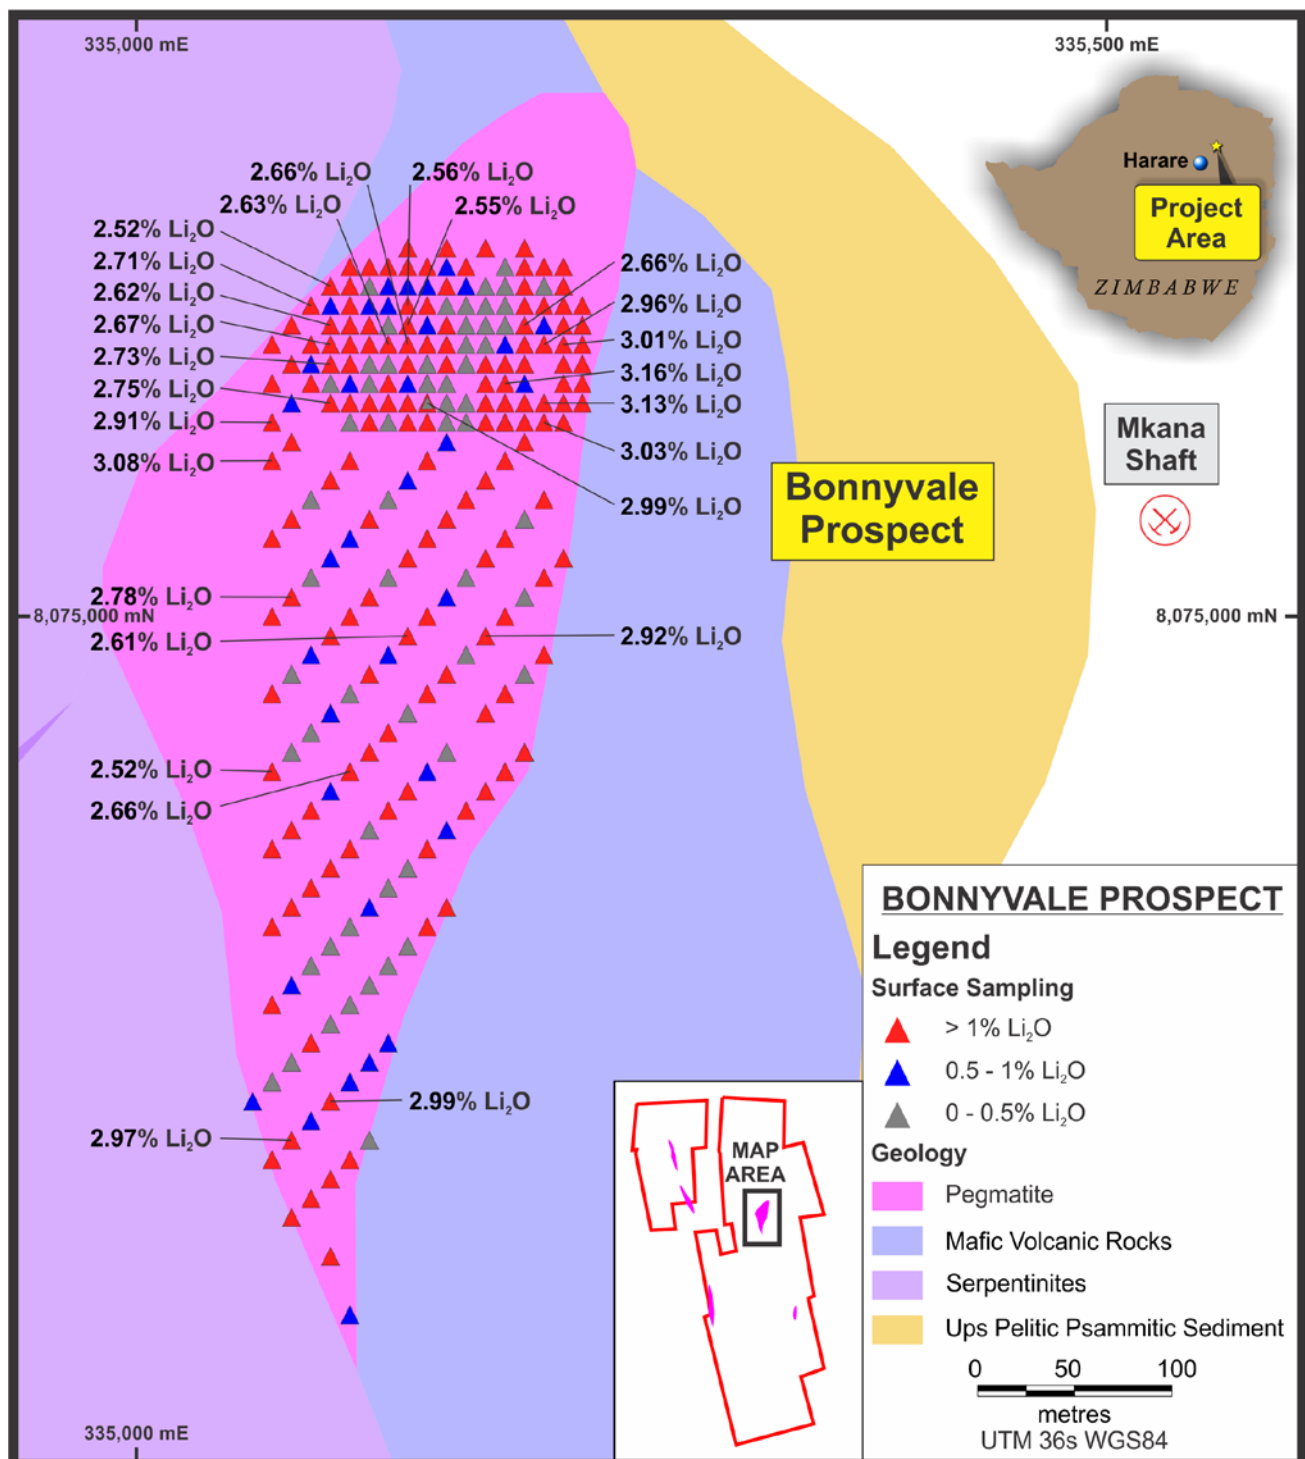 335,000 mE
335,500 mE
Harare
Project
Area
ZIMBABWE
2.66% Li₂O
2.56% Li₂O
2.63% Li₂O
2.55% Li₂O
2.52% Li₂O
2.71% Li₂O
2.62% Li₂O
2.67% Li₂O
2.73% Li₂O
2.75% Li₂O
2.91% Li₂O
3.08% Li₂O
2.66% Li₂O
2.96% Li₂O
3.01% Li₂O
3.16% Li₂O
3.13% Li₂O
3.03% Li₂O
2.99% Li₂O
Mkana
Shaft
Bonnyvale
Prospect
2.78% Li₂O
8,075,000 mN
8,075,000 mN
2.61% Li₂O
2.92% Li₂O
2.52% Li₂O
2.66% Li₂O
2.99% Li₂O
2.97% Li₂O
MAP
AREA
BONNYVALE PROSPECT
Legend
Surface Sampling
> 1% Li₂O
0.5 - 1% Li₂O
0 - 0.5% Li₂O
Geology
Pegmatite
Mafic Volcanic Rocks
Serpentinites
Ups Pelitic Psammitic Sediment
0 50 100
metres
UTM 36s WGS84
335,000 mE